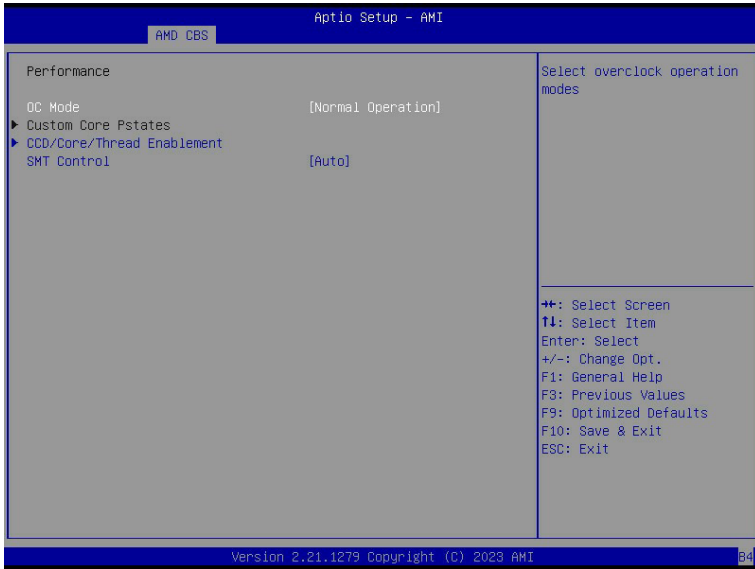 Aptio Setup – AMI
AMD CBS
Performance
OC Mode [Normal Operation]
Custom Core Pstates
CCD/Core/Thread Enablement
SMT Control [Auto]
Select overclock operation
modes
→←: Select Screen
↑↓: Select Item
Enter: Select
+/-: Change Opt.
F1: General Help
F3: Previous Values
F9: Optimized Defaults
F10: Save & Exit
ESC: Exit
Version 2.21.1279 Copyright (C) 2023 AMI
B4